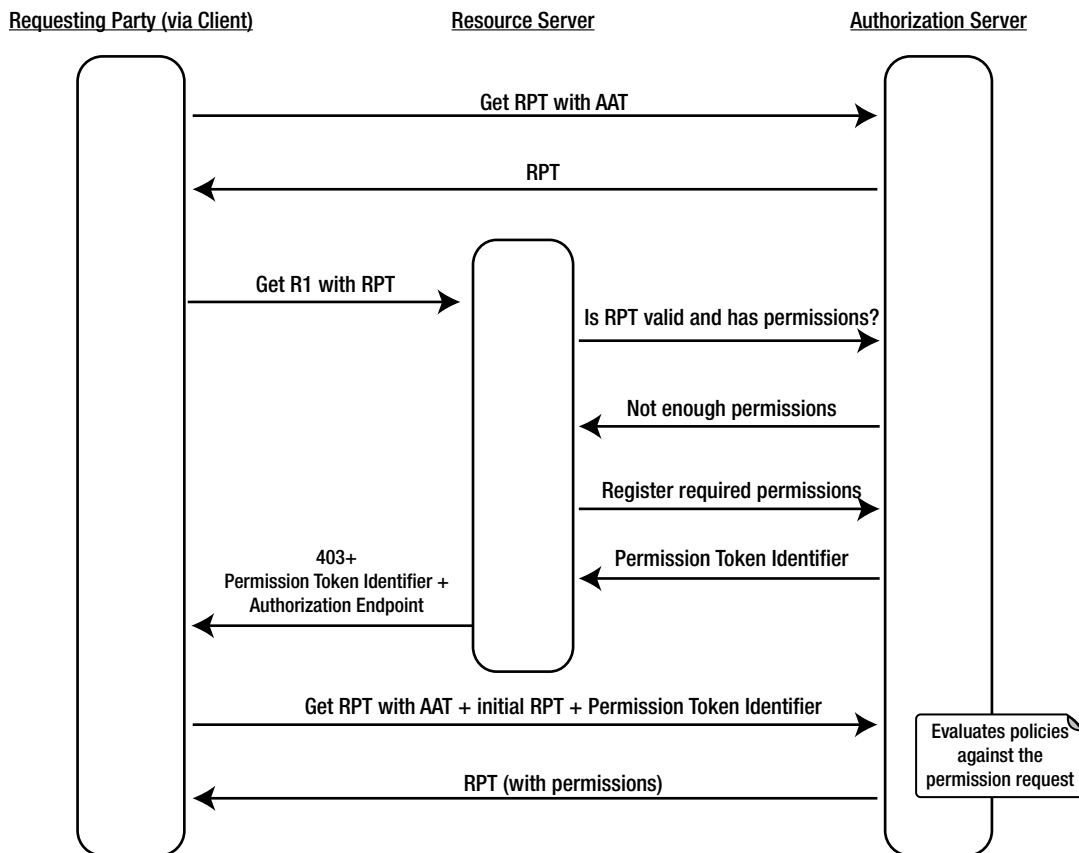 Requesting Party (via Client)
Resource Server
Authorization Server
Get RPT with AAT
RPT
Get R1 with RPT
Is RPT valid and has permissions?
Not enough permissions
Register required permissions
Permission Token Identifier
403+
Permission Token Identifier +
Authorization Endpoint
Get RPT with AAT + initial RPT + Permission Token Identifier
Evaluates policies
against the
permission request
RPT (with permissions)